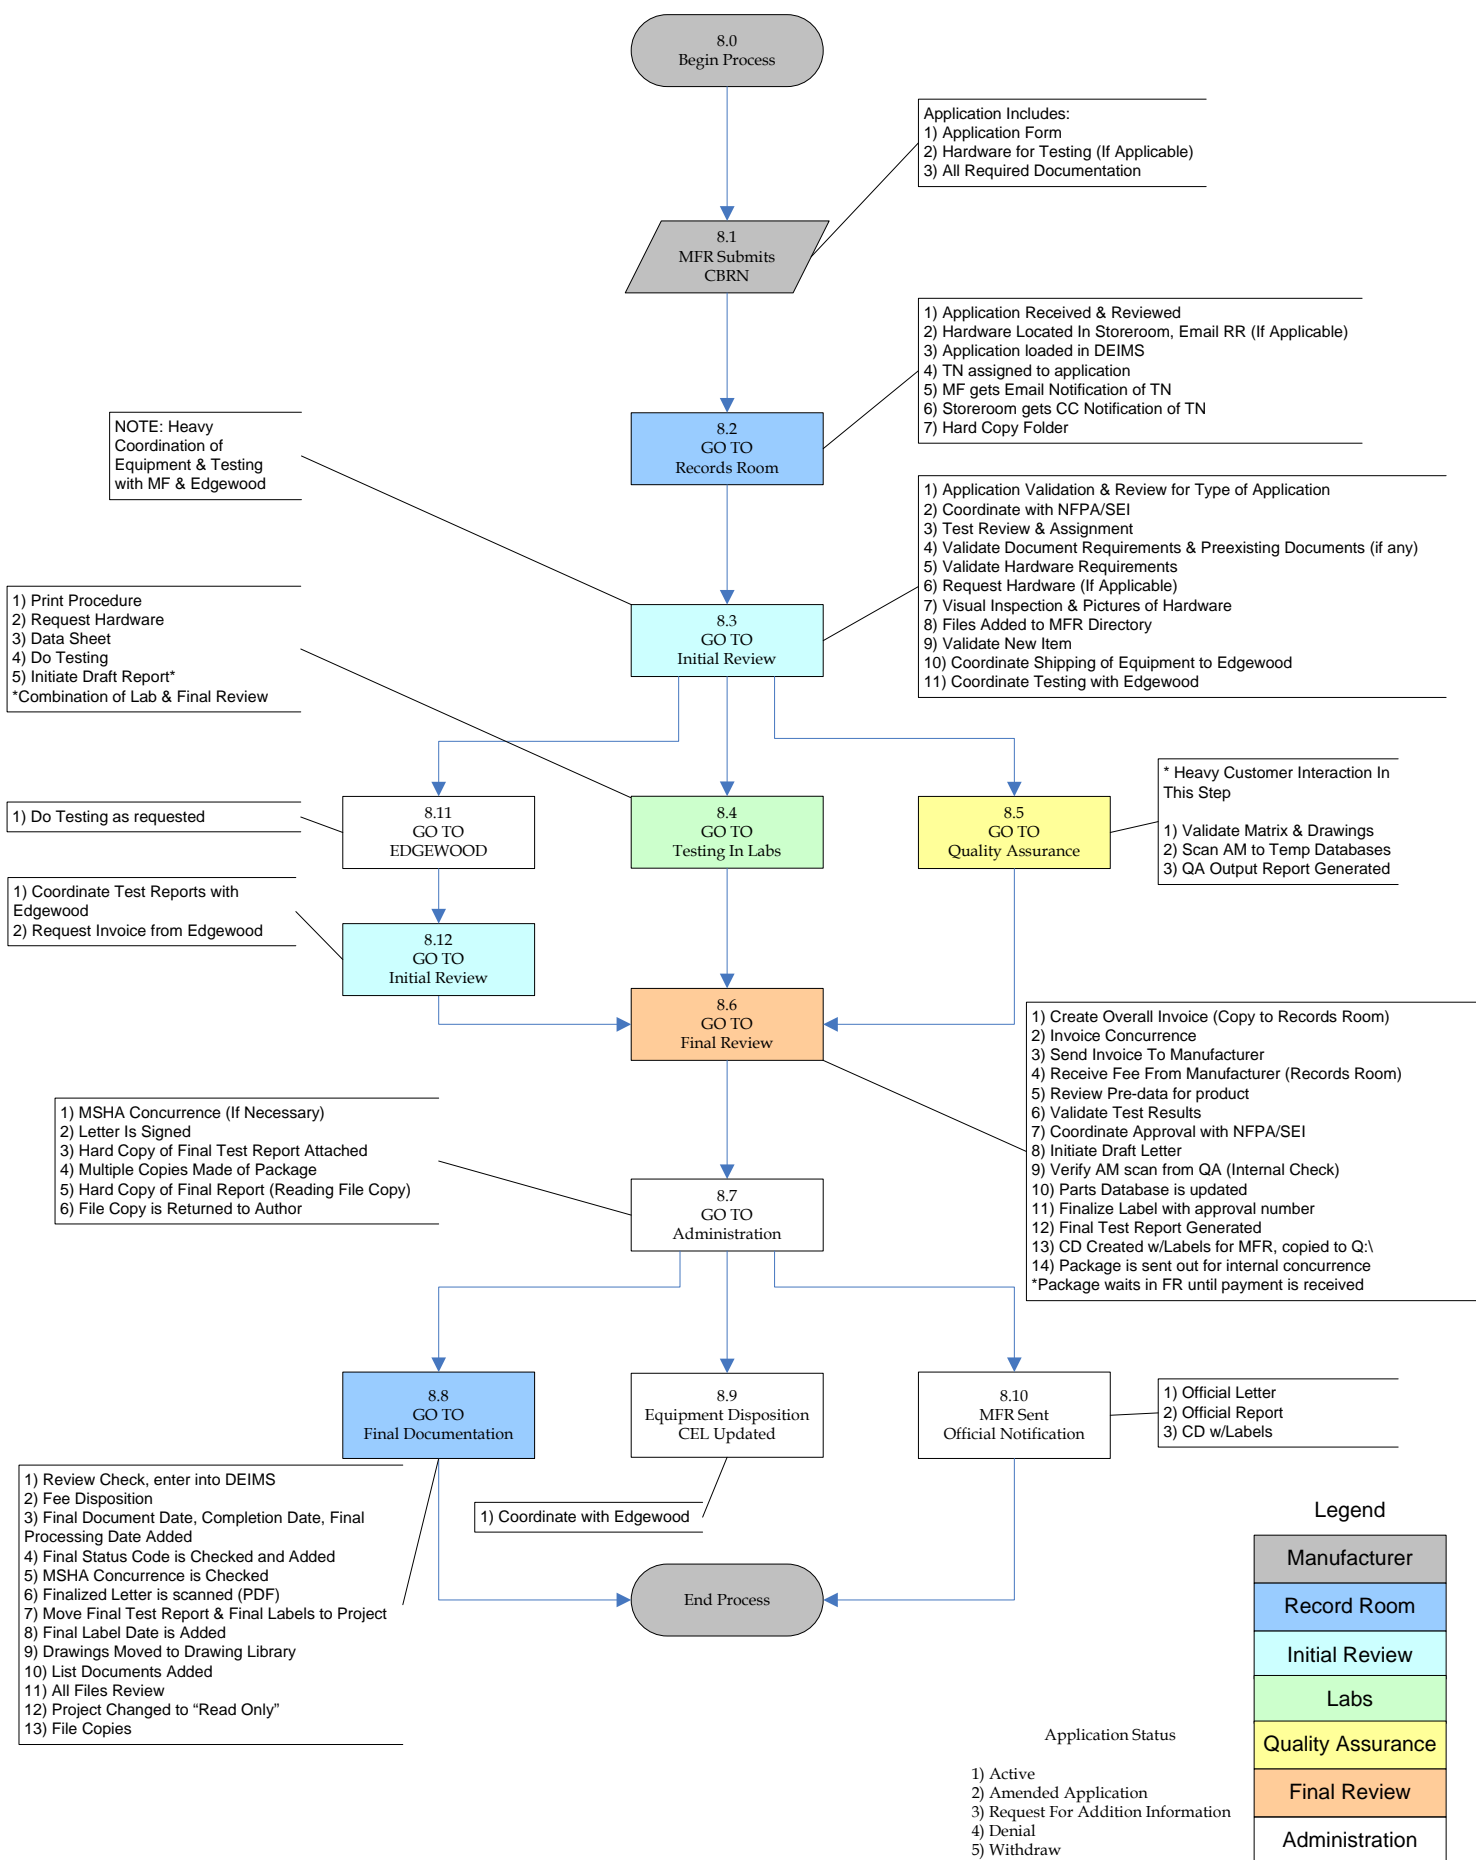 8.0
Begin Process
Application Includes:
1) Application Form
2) Hardware for Testing (If Applicable)
3) All Required Documentation
8.1
MFR Submits
CBRN
1) Application Received & Reviewed
2) Hardware Located In Storeroom, Email RR (If Applicable)
3) Application loaded in DEIMS
4) TN assigned to application
5) MF gets Email Notification of TN
6) Storeroom gets CC Notification of TN
7) Hard Copy Folder
8.2
GO TO
Records Room
NOTE: Heavy
Coordination of
Equipment & Testing
with MF & Edgewood
1) Application Validation & Review for Type of Application
2) Coordinate with NFPA/SEI
3) Test Review & Assignment
4) Validate Document Requirements & Preexisting Documents (if any)
5) Validate Hardware Requirements
6) Request Hardware (If Applicable)
7) Visual Inspection & Pictures of Hardware
8) Files Added to MFR Directory
9) Validate New Item
10) Coordinate Shipping of Equipment to Edgewood
11) Coordinate Testing with Edgewood
1) Print Procedure
2) Request Hardware
3) Data Sheet
4) Do Testing
5) Initiate Draft Report*
*Combination of Lab & Final Review
8.3
GO TO
Initial Review
* Heavy Customer Interaction In
This Step
1) Validate Matrix & Drawings
2) Scan AM to Temp Databases
3) QA Output Report Generated
1) Do Testing as requested
8.11
GO TO
EDGEWOOD
8.4
GO TO
Testing In Labs
8.5
GO TO
Quality Assurance
1) Coordinate Test Reports with
Edgewood
2) Request Invoice from Edgewood
8.12
GO TO
Initial Review
8.6
GO TO
Final Review
1) Create Overall Invoice (Copy to Records Room)
2) Invoice Concurrence
3) Send Invoice To Manufacturer
4) Receive Fee From Manufacturer (Records Room)
5) Review Pre-data for product
6) Validate Test Results
7) Coordinate Approval with NFPA/SEI
8) Initiate Draft Letter
9) Verify AM scan from QA (Internal Check)
10) Parts Database is updated
11) Finalize Label with approval number
12) Final Test Report Generated
13) CD Created w/Labels for MFR, copied to Q:\
14) Package is sent out for internal concurrence
*Package waits in FR until payment is received
1) MSHA Concurrence (If Necessary)
2) Letter Is Signed
3) Hard Copy of Final Test Report Attached
4) Multiple Copies Made of Package
5) Hard Copy of Final Report (Reading File Copy)
6) File Copy is Returned to Author
8.7
GO TO
Administration
8.8
GO TO
Final Documentation
8.9
Equipment Disposition
CEL Updated
8.10
MFR Sent
Official Notification
1) Official Letter
2) Official Report
3) CD w/Labels
1) Review Check, enter into DEIMS
2) Fee Disposition
3) Final Document Date, Completion Date, Final
Processing Date Added
4) Final Status Code is Checked and Added
5) MSHA Concurrence is Checked
6) Finalized Letter is scanned (PDF)
7) Move Final Test Report & Final Labels to Project
8) Final Label Date is Added
9) Drawings Moved to Drawing Library
10) List Documents Added
11) All Files Review
12) Project Changed to “Read Only”
13) File Copies
1) Coordinate with Edgewood
End Process
Legend
Manufacturer
Record Room
Initial Review
Labs
Quality Assurance
Final Review
Administration
Application Status
1) Active
2) Amended Application
3) Request For Addition Information
4) Denial
5) Withdraw